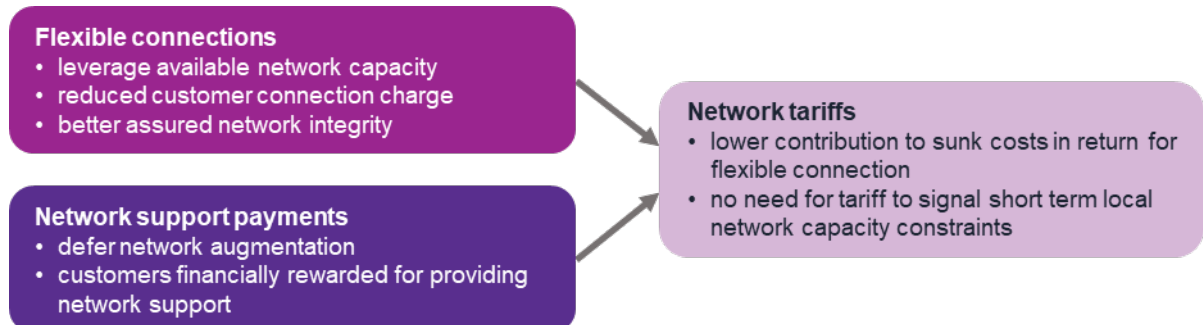 Flexible connections
• leverage available network capacity
• reduced customer connection charge
• better assured network integrity
Network support payments
• defer network augmentation
• customers financially rewarded for providing
network support
Network tariffs
• lower contribution to sunk costs in return for
flexible connection
• no need for tariff to signal short term local
network capacity constraints